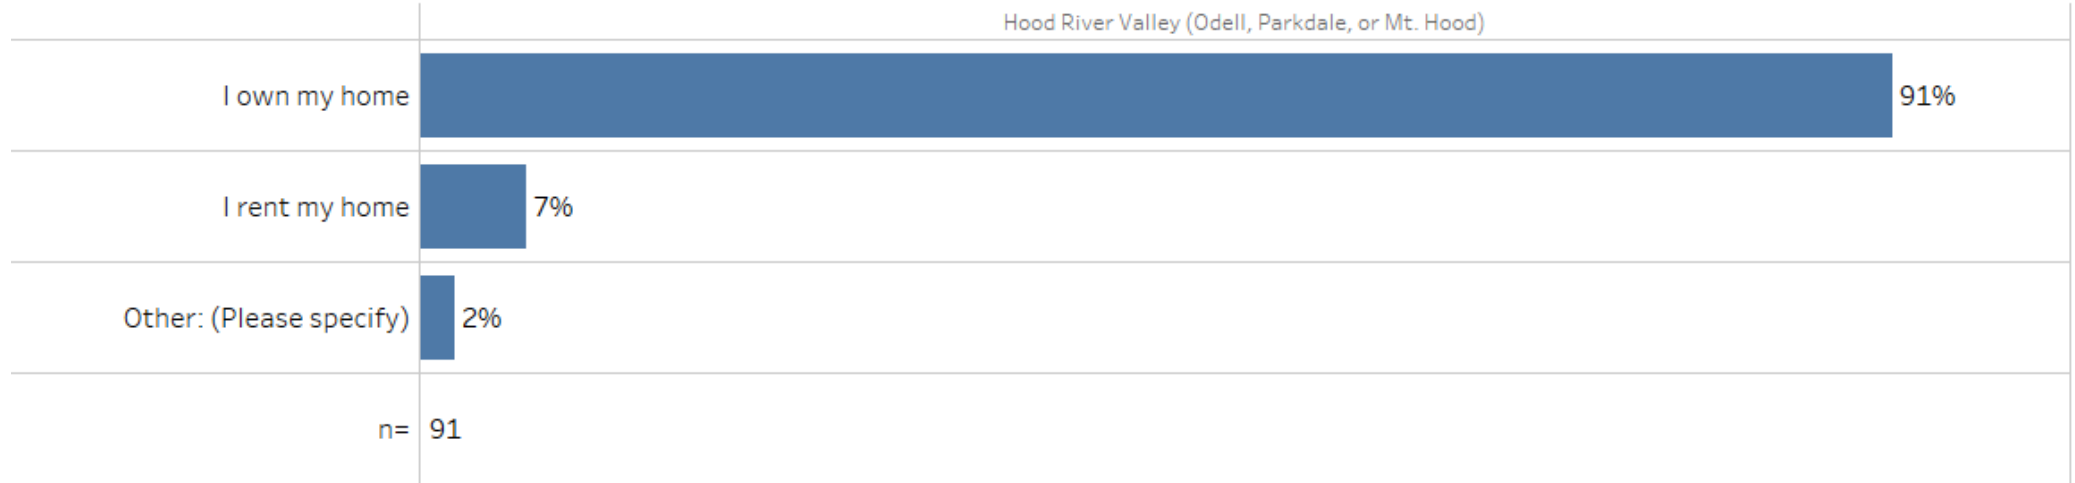 Hood River Valley (Odell, Parkdale, or Mt. Hood)
I own my home 91%
I rent my home 7%
Other: (Please specify) 2%
n= 91